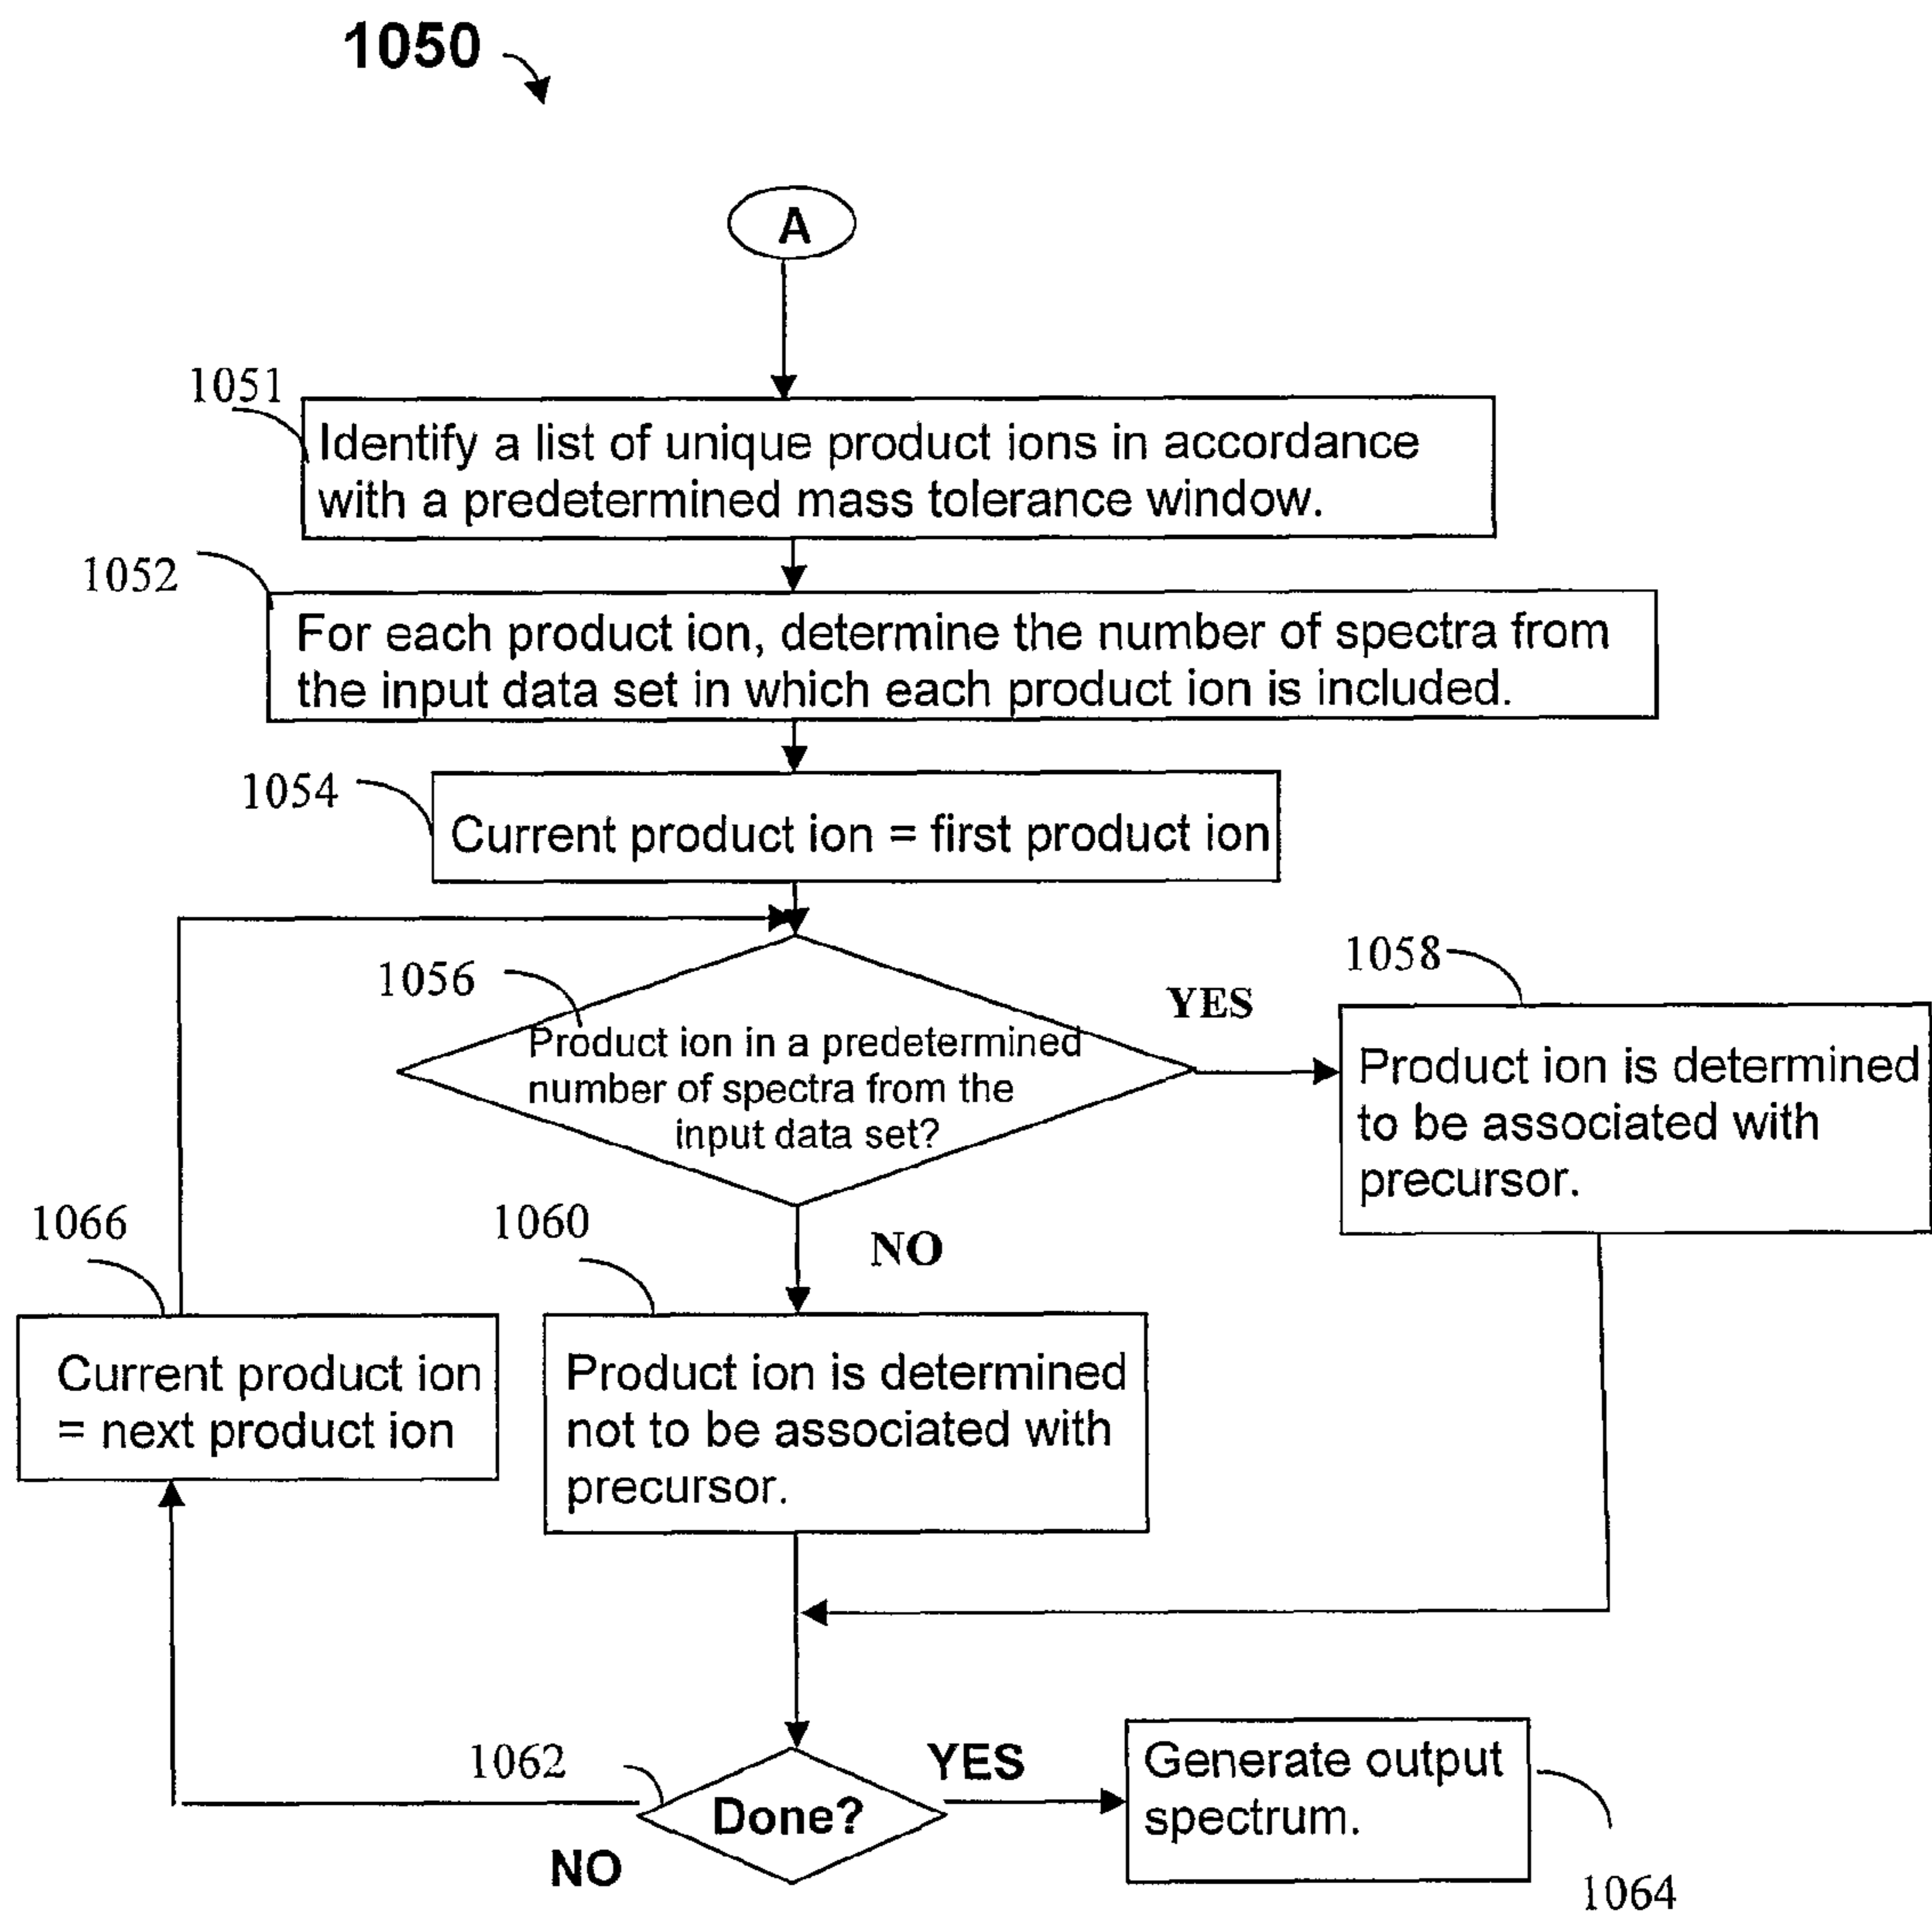 1050
A
1051
Identify a list of unique product ions in accordance
with a predetermined mass tolerance window.
1052
For each product ion, determine the number of spectra from
the input data set in which each product ion is included.
1054
Current product ion = first product ion
1056
Product ion in a predetermined
number of spectra from the
input data set?
YES
1058
Product ion is determined
to be associated with
precursor.
NO
1066
Current product ion
= next product ion
1060
Product ion is determined
not to be associated with
precursor.
1062
Done?
YES
NO
Generate output
spectrum.
1064